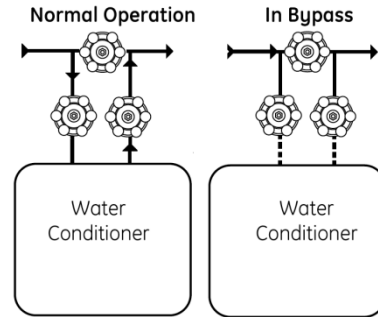 Normal Operation
In Bypass
Water
Conditioner
Water
Conditioner